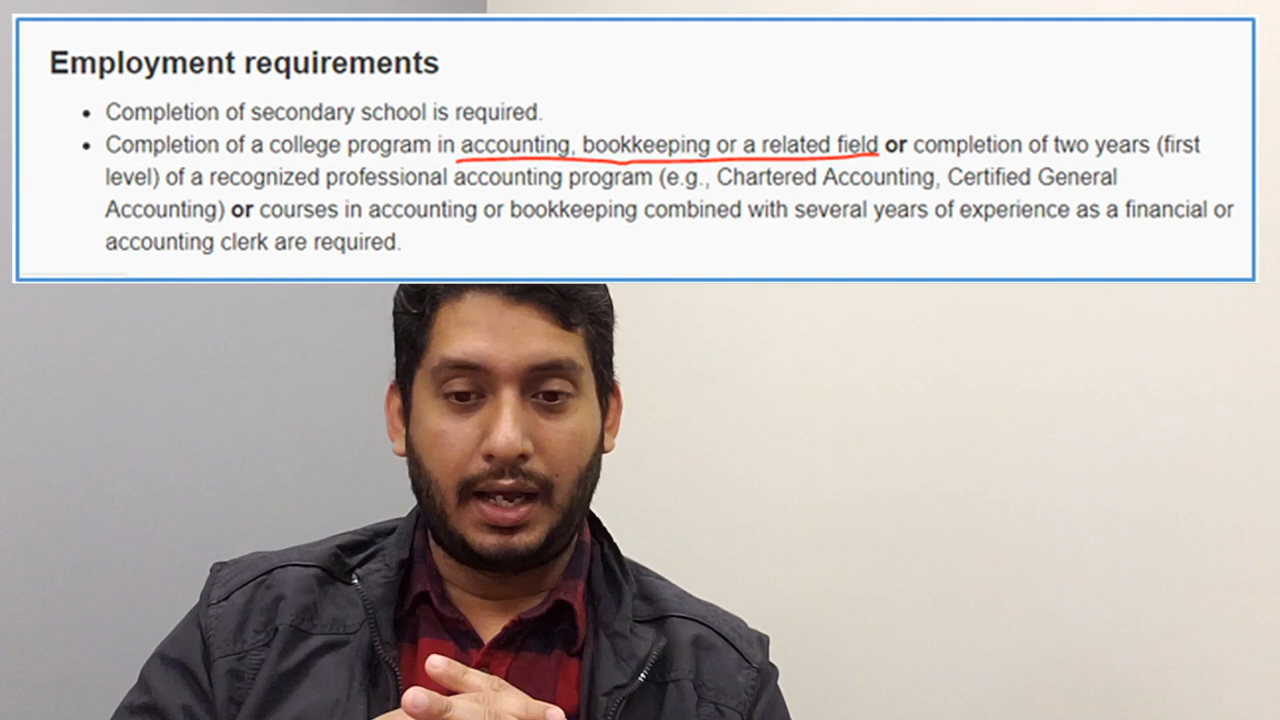 Employment requirements
• Completion of secondary school is required.
• Completion of a college program in accounting, bookkeeping or a related field or completion of two years (first
level) of a recognized professional accounting program (e.g., Chartered Accounting, Certified General
Accounting) or courses in accounting or bookkeeping combined with several years of experience as a financial or
accounting clerk are required.